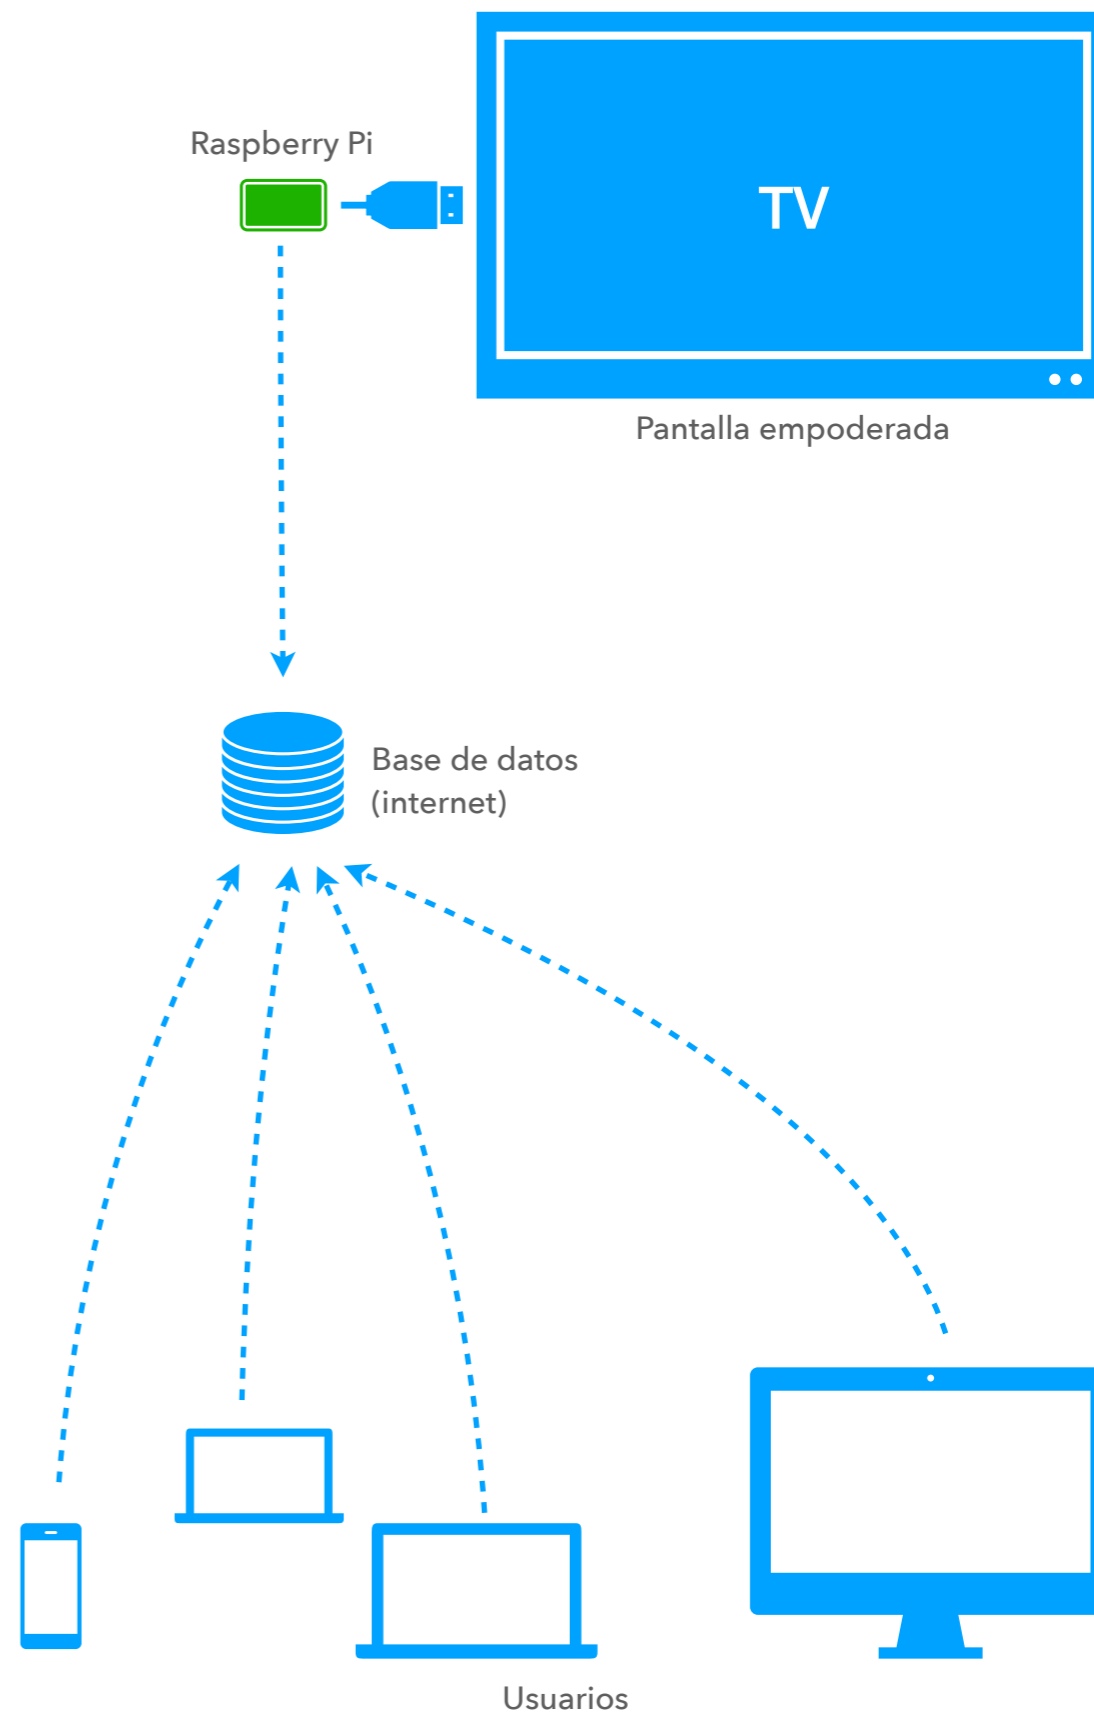 Raspberry Pi
TV
Pantalla empoderada
Base de datos
(internet)
Usuarios